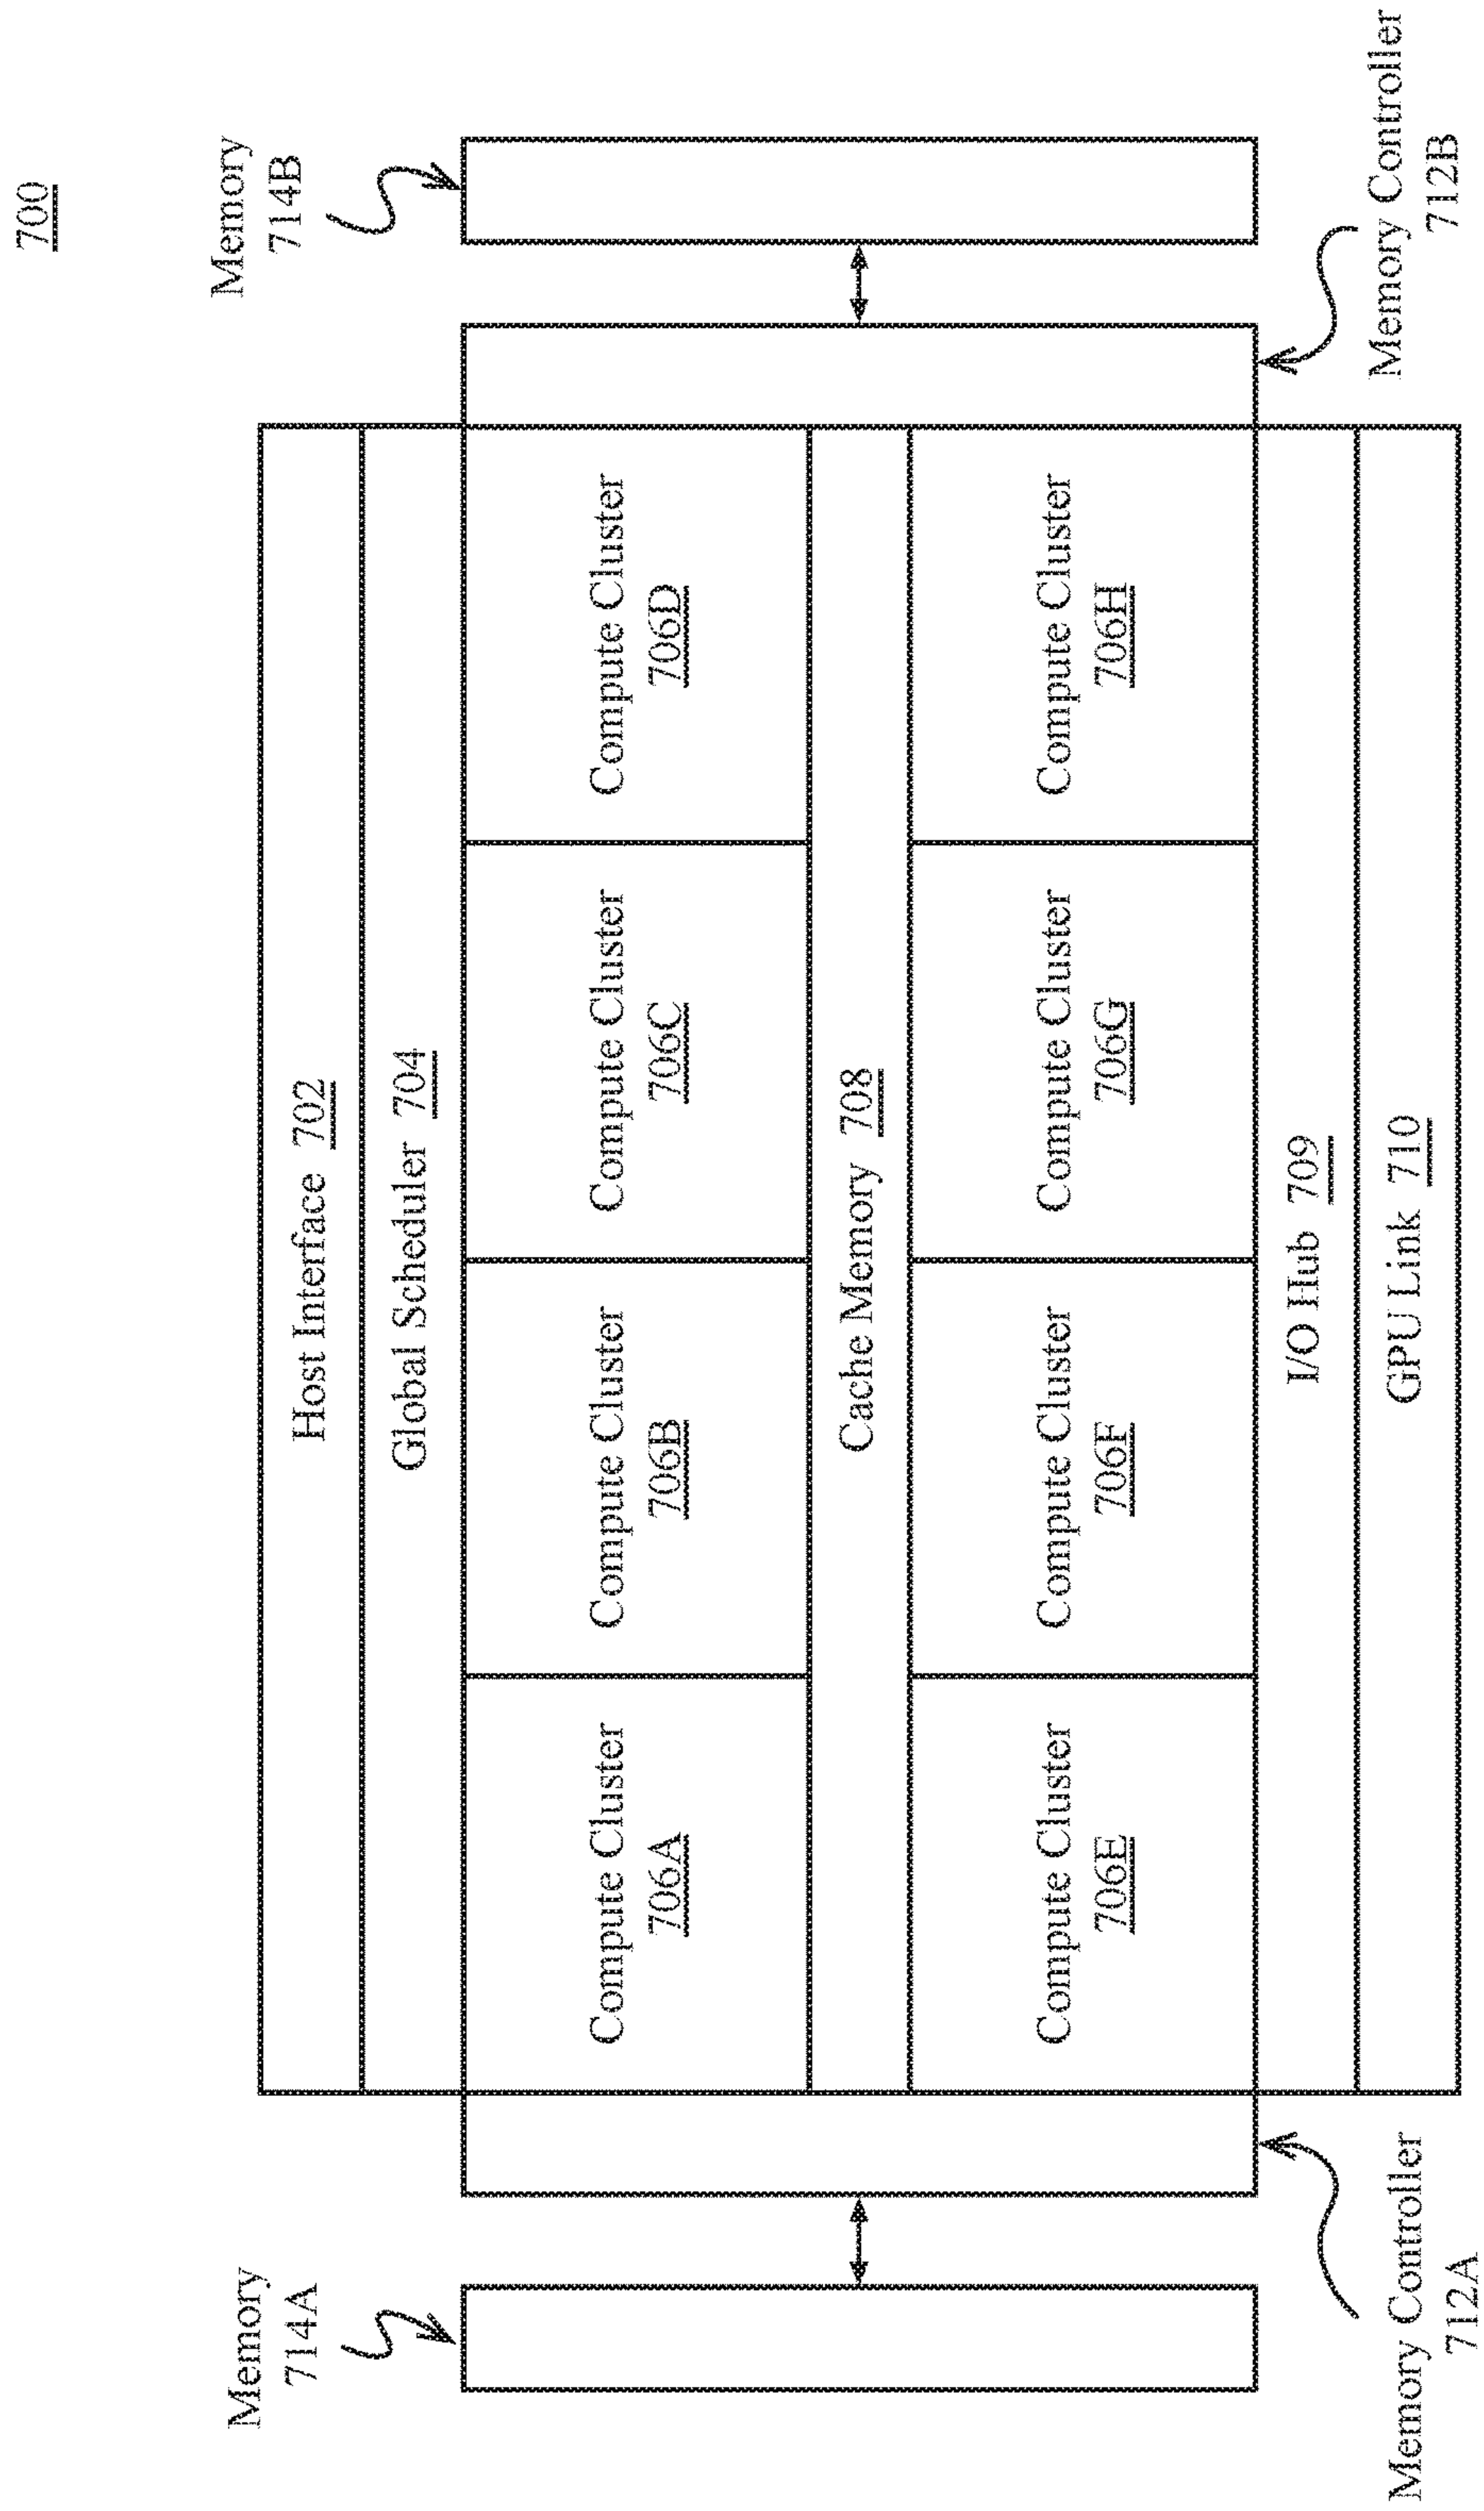 700
Host Interface 702
Global Scheduler 704
Memory
714A
Memory
714B
Compute Cluster
706A
Compute Cluster
706B
Compute Cluster
706C
Compute Cluster
706D
Cache Memory 708
Compute Cluster
706E
Compute Cluster
706F
Compute Cluster
706G
Compute Cluster
706H
I/O Hub 709
GPU Link 710
Memory Controller
712A
Memory Controller
712B